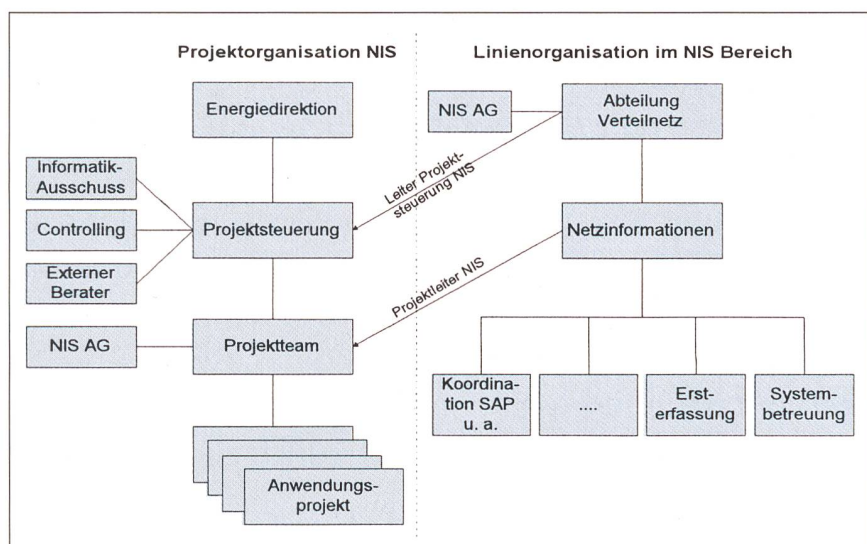 Projektorganisation NIS
Energiedirektion
Informatik-
Ausschuss
Controlling
Externer
Berater
Projektsteuerung
NIS AG
Projektteam
Anwendungs-
projekt
Linienorganisation im NIS Bereich
NIS AG
Abteilung
Verteilnetz
Leiter Projekt-
steuerung NIS
Netzinformationen
Projektleiter NIS
Koordina-
tion SAP
u. a.
....
Erst-
erfassung
System-
betreuung